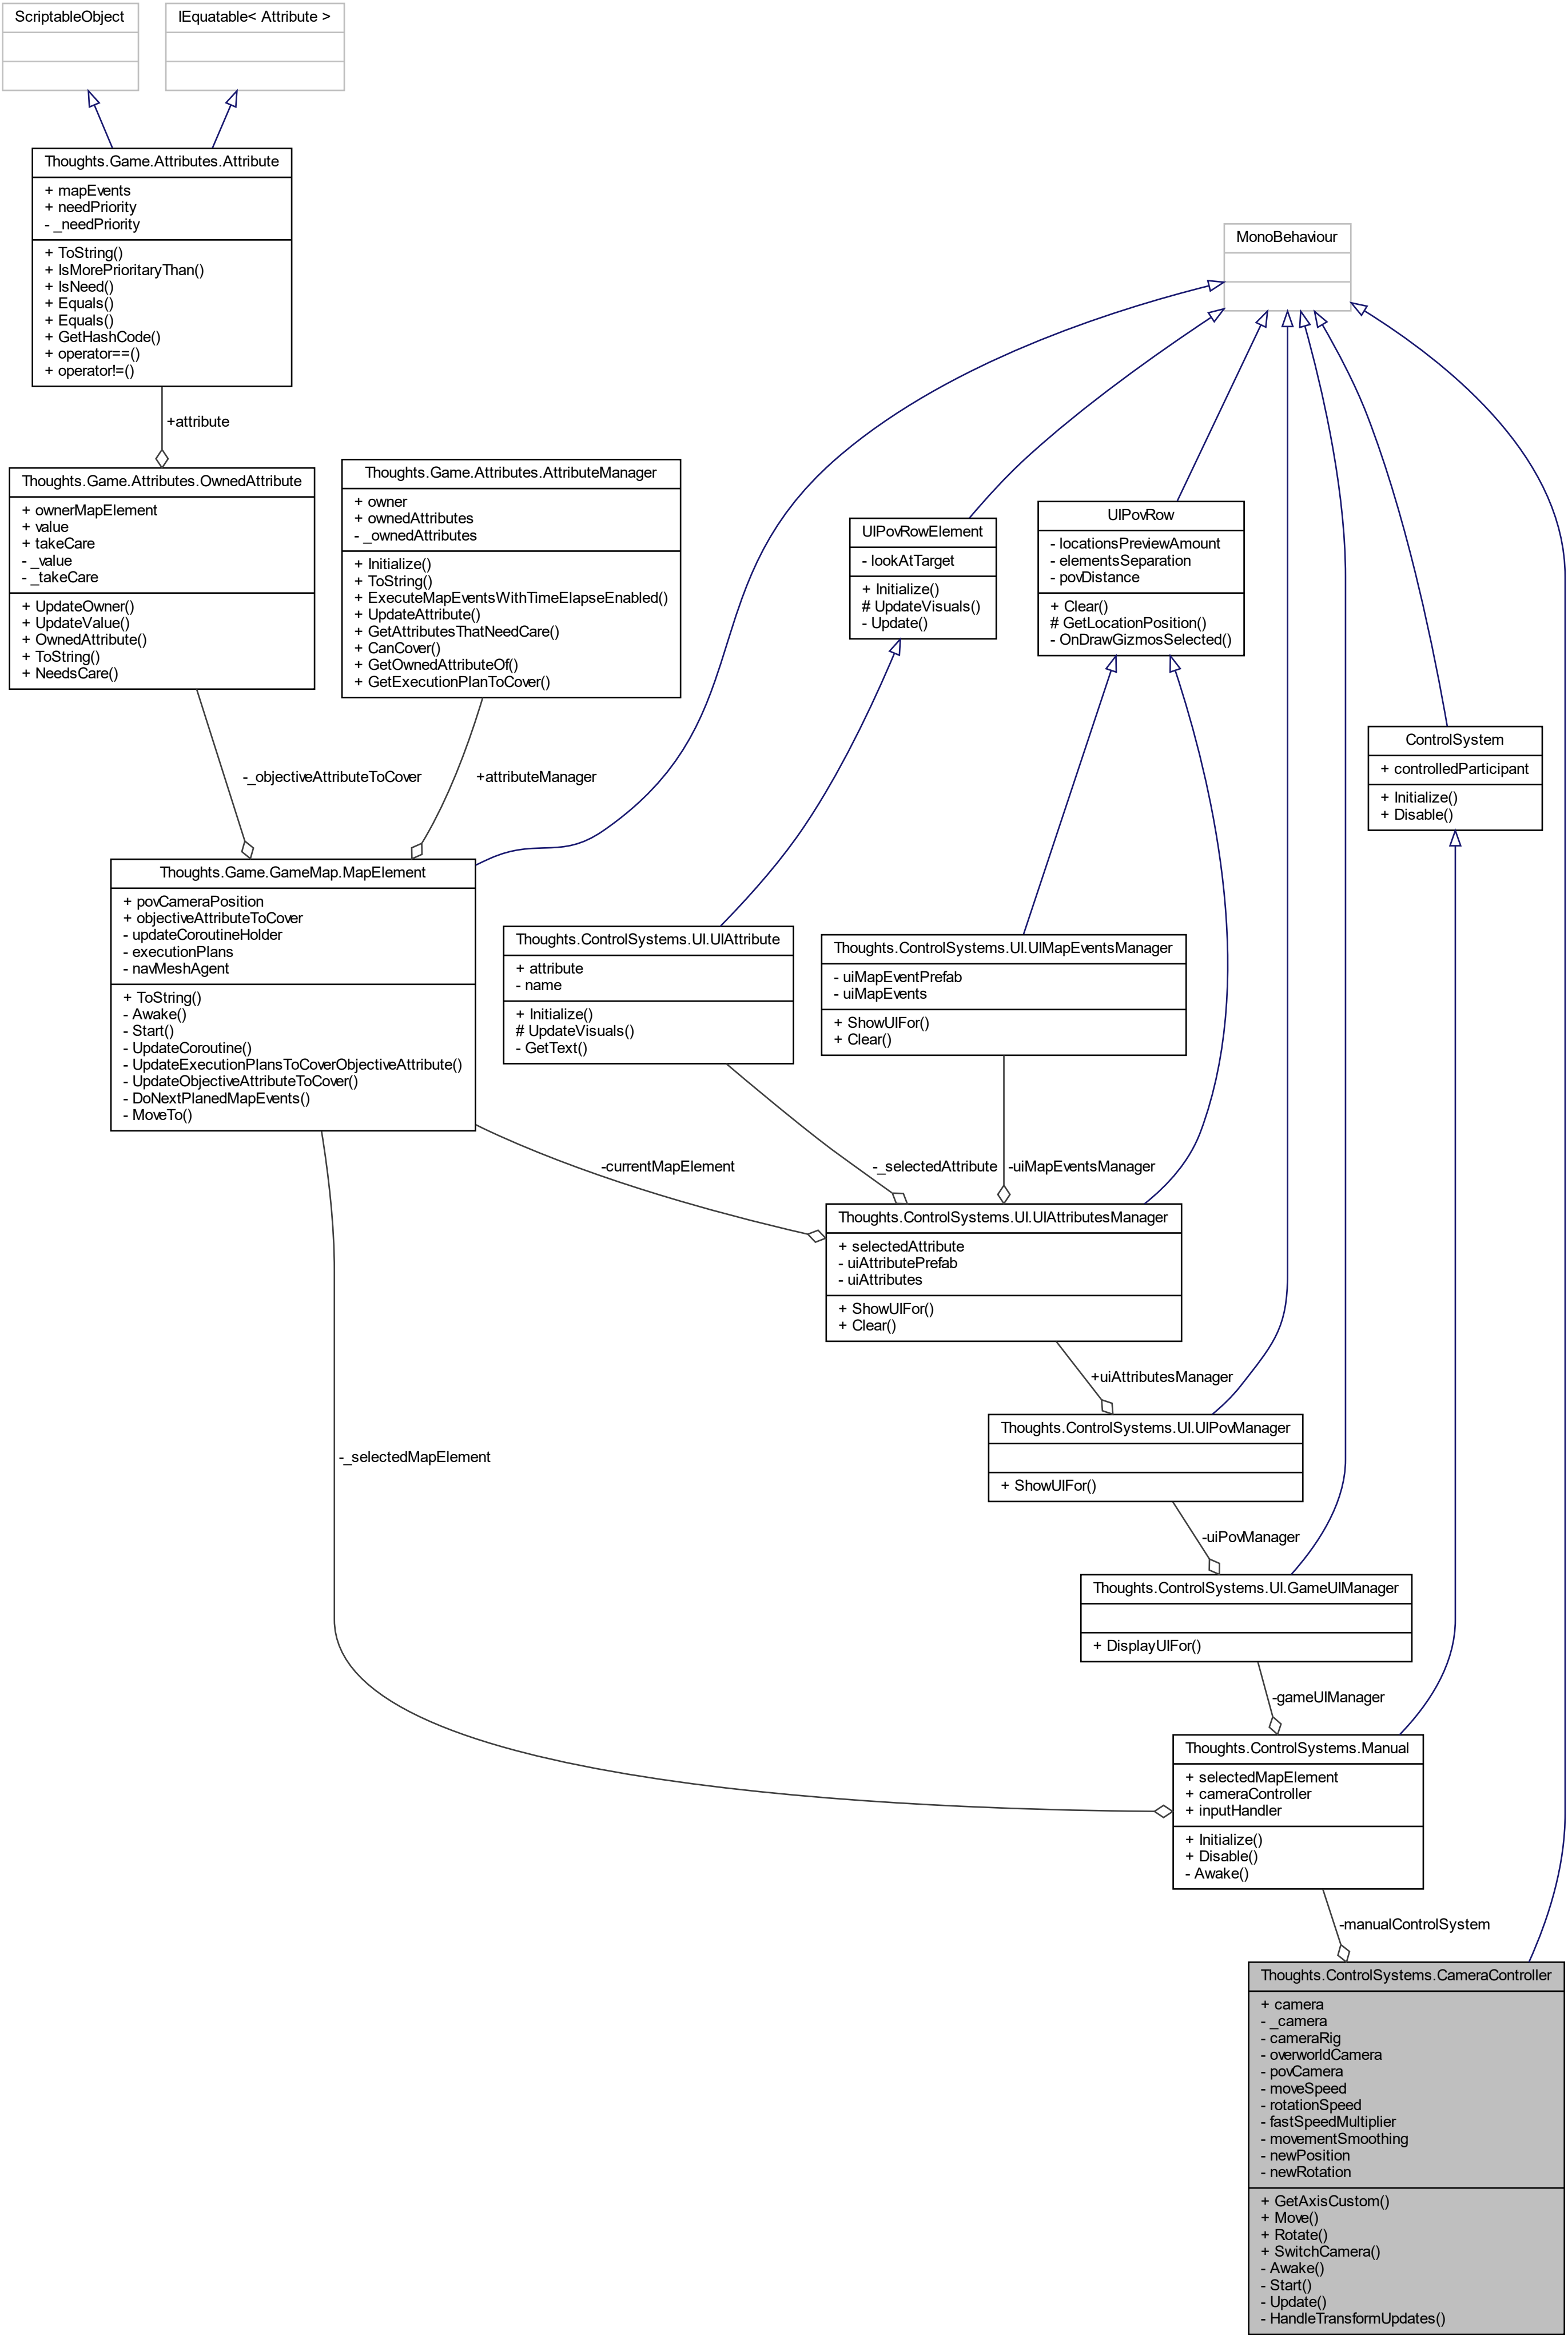 ScriptableObject
IEquatable< Attribute >
Thoughts.Game.Attributes.Attribute
+ mapEvents
+ needPriority
- _needPriority
+ ToString()
+ IsMorePrioritaryThan()
+ IsNeed()
+ Equals()
+ Equals()
+ GetHashCode()
+ operator==()
+ operator!=()
MonoBehaviour
+attribute
Thoughts.Game.Attributes.OwnedAttribute
+ ownerMapElement
+ value
+ takeCare
- _value
- _takeCare
+ UpdateOwner()
+ UpdateValue()
+ OwnedAttribute()
+ ToString()
+ NeedsCare()
Thoughts.Game.Attributes.AttributeManager
+ owner
+ ownedAttributes
- _ownedAttributes
+ Initialize()
+ ToString()
+ ExecuteMapEventsWithTimeElapseEnabled()
+ UpdateAttribute()
+ GetAttributesThatNeedCare()
+ CanCover()
+ GetOwnedAttributeOf()
+ GetExecutionPlanToCover()
UIPovRowElement
- lookAtTarget
+ Initialize()
# UpdateVisuals()
- Update()
UIPovRow
- locationsPreviewAmount
- elementsSeparation
- povDistance
+ Clear()
# GetLocationPosition()
- OnDrawGizmosSelected()
ControlSystem
+ controlledParticipant
+ Initialize()
+ Disable()
-_objectiveAttributeToCover
+attributeManager
Thoughts.Game.GameMap.MapElement
+ povCameraPosition
+ objectiveAttributeToCover
- updateCoroutineHolder
- executionPlans
- navMeshAgent
+ ToString()
- Awake()
- Start()
- UpdateCoroutine()
- UpdateExecutionPlansToCoverObjectiveAttribute()
- UpdateObjectiveAttributeToCover()
- DoNextPlanedMapEvents()
- MoveTo()
Thoughts.ControlSystems.UI.UIAttribute
+ attribute
- name
+ Initialize()
# UpdateVisuals()
- GetText()
Thoughts.ControlSystems.UI.UIMapEventsManager
- uiMapEventPrefab
- uiMapEvents
+ ShowUIFor()
+ Clear()
-currentMapElement
-_selectedAttribute
-uiMapEventsManager
Thoughts.ControlSystems.UI.UIAttributesManager
+ selectedAttribute
- uiAttributePrefab
- uiAttributes
+ ShowUIFor()
+ Clear()
+uiAttributesManager
Thoughts.ControlSystems.UI.UIPovManager
+ ShowUIFor()
-_selectedMapElement
-uiPovManager
Thoughts.ControlSystems.UI.GameUIManager
+ DisplayUIFor()
-gameUIManager
Thoughts.ControlSystems.Manual
+ selectedMapElement
+ cameraController
+ inputHandler
+ Initialize()
+ Disable()
- Awake()
-manualControlSystem
Thoughts.ControlSystems.CameraController
+ camera
- _camera
- cameraRig
- overworldCamera
- povCamera
- moveSpeed
- rotationSpeed
- fastSpeedMultiplier
- movementSmoothing
- newPosition
- newRotation
+ GetAxisCustom()
+ Move()
+ Rotate()
+ SwitchCamera()
- Awake()
- Start()
- Update()
- HandleTransformUpdates()